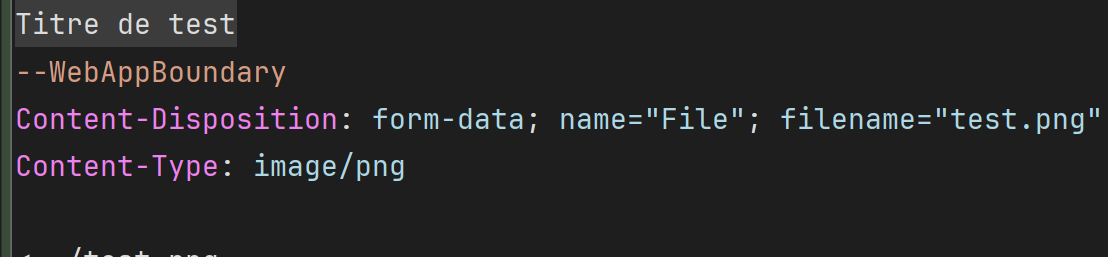 Titre de test
--WebAppBoundary
Content-Disposition: form-data; name="File"; filename="test.png"
Content-Type: image/png